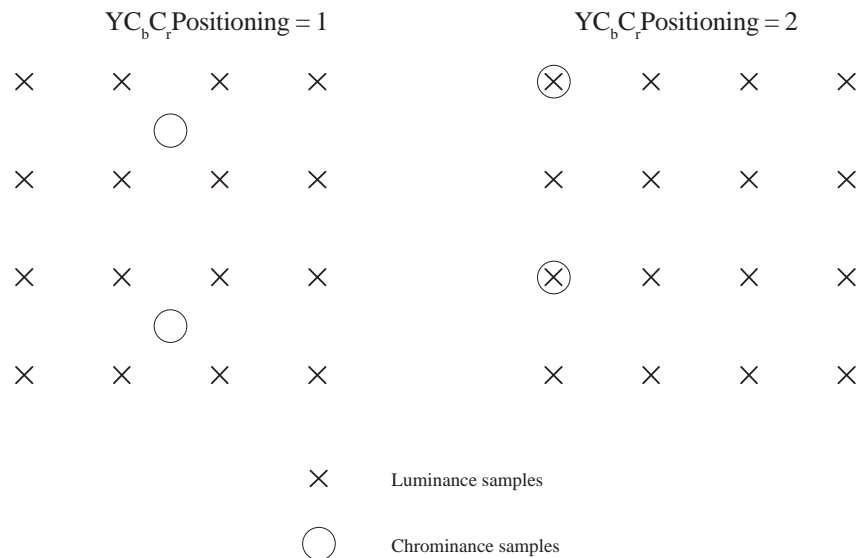 YCbCrPositioning = 1
YCbCrPositioning = 2
Luminance samples
Chrominance samples